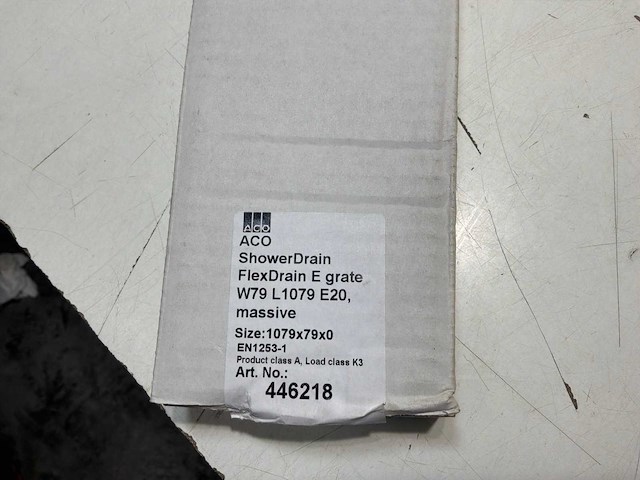 ACO
ACO
ShowerDrain
FlexDrain E grate
W79 L1079 E20,
massive
Size:1079x79x0
EN1253-1
Product class A, Load class K3
Art. No.:
446218